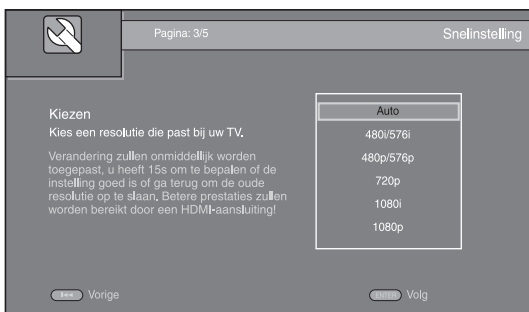 Pagina: 3/5
Snelinstelling
Kiezen
Kies een resolutie die past bij uw TV.
Verandering zullen onmiddelijk worden
toegepast, u heeft 15s om te bepalen of de
instelling goed is of ga terug om de oude
resolutie op te slaan. Betere prestaties zullen
worden bereikt door een HDMI-aansluiting!
Auto
480i/576i
480p/576p
720p
1080i
1080p
Vorige
ENTER Volg